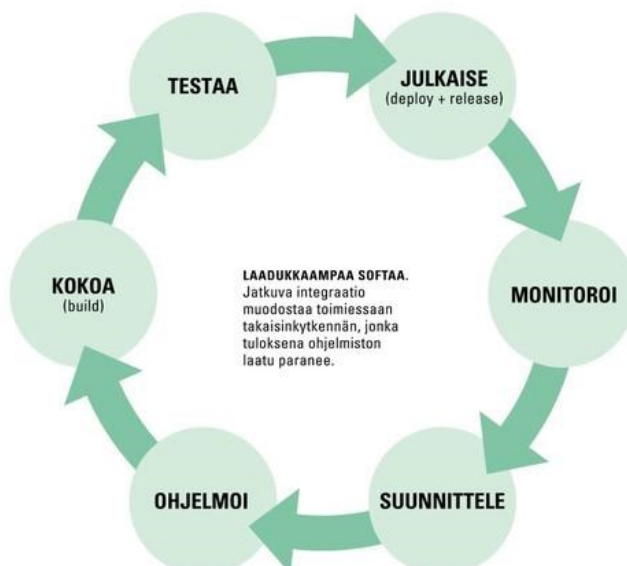 TESTAA
JULKAISE
(deploy + release)
MONITOROI
SUUNNITTELE
OHJELMOI
KOKOA
(build)
LAADUKKAAMPAA SOFTAA.
Jatkuva integraatio
muodostaa toimiessaan
takaisinkytkennän, jonka
tuloksena ohjelmiston
laatu paranee.